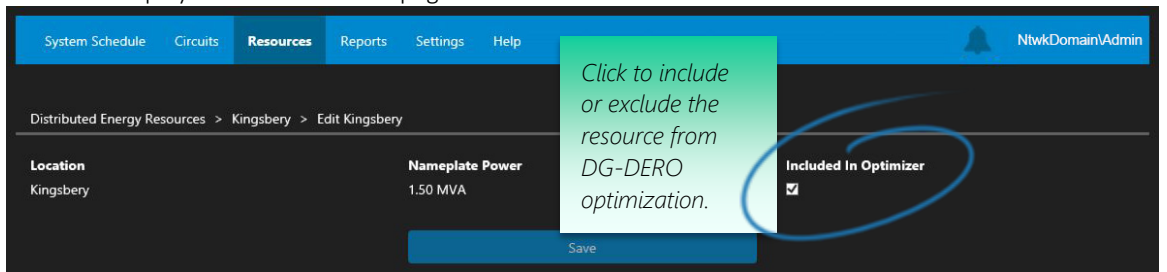 System Schedule Circuits Resources Reports Settings Help NtwkDomain\Admin
Click to include
or exclude the
resource from
DG-DERO
optimization.
Distributed Energy Resources > Kingsbery > Edit Kingsbery
Location Nameplate Power Included In Optimizer
Kingsbery 1.50 MVA
Save